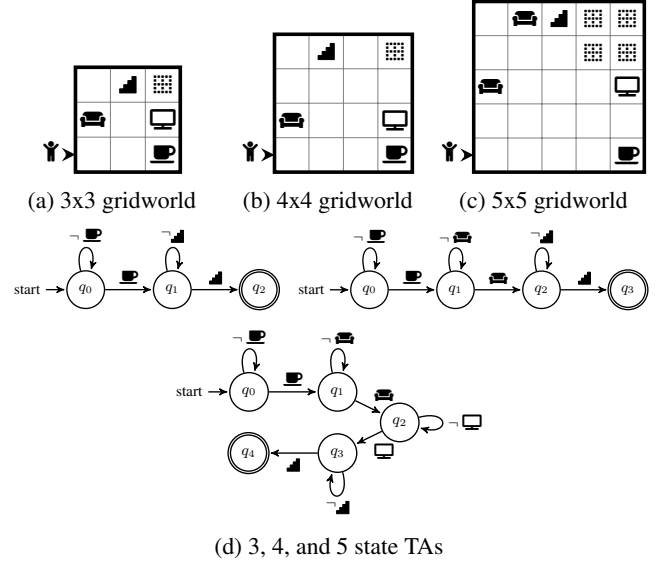 (a) 3x3 gridworld (b) 4x4 gridworld (c) 5x5 gridworld
¬ ¬ ¬ ¬ ¬
start q0 q1 q2 start q0 q1 q2 q3
¬ ¬
start q0 q1
q2 ¬
q4 q3
¬
(d) 3, 4, and 5 state TAs